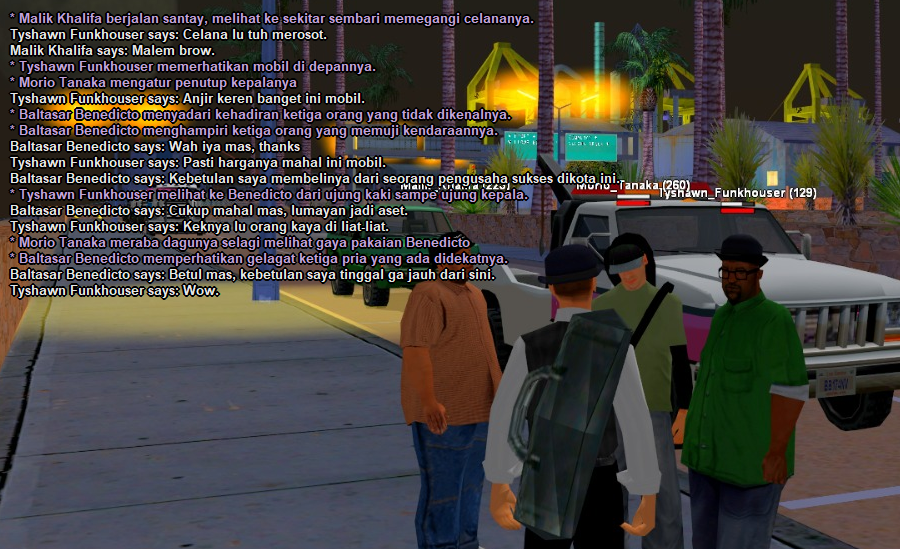 * Malik Khalifa berjalan santay, melihat ke sekitar sembari memegangi celananya.
Tyshawn Funkhouser says: Celana lu tuh merosot.
Malik Khalifa says: Malem brow.
* Tyshawn Funkhouser memerhatikan mobil di depannya.
* Morio Tanaka mengatur penutup kepalanya
Tyshawn Funkhouser says: Anjir keren banget ini mobil.
* Baltasar Benedicto menyadari kehadiran ketiga orang yang tidak dikenalnya.
* Baltasar Benedicto menghampiri ketiga orang yang memuji kendaraannya.
Baltasar Benedicto says: Wah iya mas, thanks
Tyshawn Funkhouser says: Pasti harganya mahal ini mobil.
Baltasar Benedicto says: Kebetulan saya membelinya dari seorang pengusaha sukses dikota ini.
* Tyshawn Funkhouser melihat ke Benedicto dari ujung kaki sampe ujung kepala.
Baltasar Benedicto says: Cukup mahal mas, lumayan jadi aset.
Tyshawn Funkhouser says: Keknya lu orang kaya di liat-liat.
* Morio Tanaka meraba dagunya selagi melihat gaya pakaian Benedicto
* Baltasar Benedicto memperhatikan gelagat ketiga pria yang ada didekatnya.
Baltasar Benedicto says: Betul mas, kebetulan saya tinggal ga jauh dari sini.
Tyshawn Funkhouser says: Wow.
Morio_Tanaka (260)
Tyshawn_Funkhouser (129)